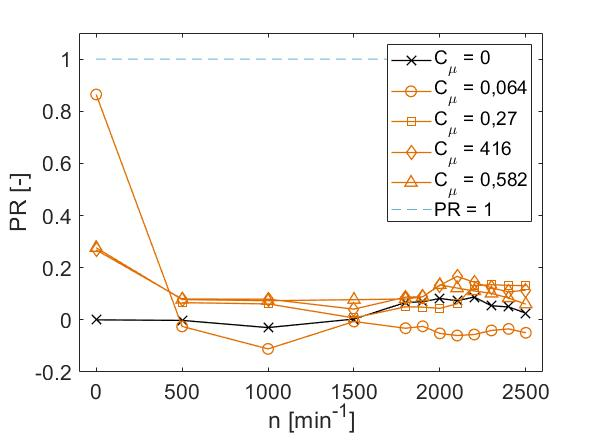 1
0.8
0.6
0.4
0.2
0
-0.2
PR [-]
0 500 1000 1500 2000 2500
n [min⁻¹]
C_μ = 0
C_μ = 0,064
C_μ = 0,27
C_μ = 416
C_μ = 0,582
PR = 1